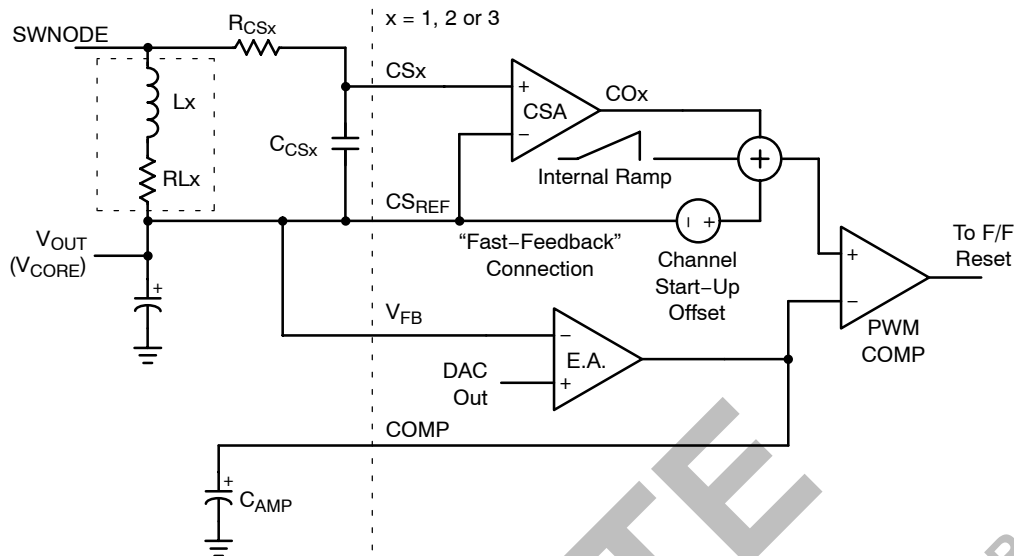 x = 1, 2 or 3
SWNODE
RCSx
CSx
COx
Lx
+
CSA
−
CCSx
Internal Ramp
+
RLx
CSREF
− +
VOUT
(VCORE)
“Fast−Feedback”
Connection
Channel
Start−Up
Offset
+
−
To F/F
Reset
PWM
COMP
+
VFB
−
E.A.
+
DAC
Out
COMP
+
CAMP